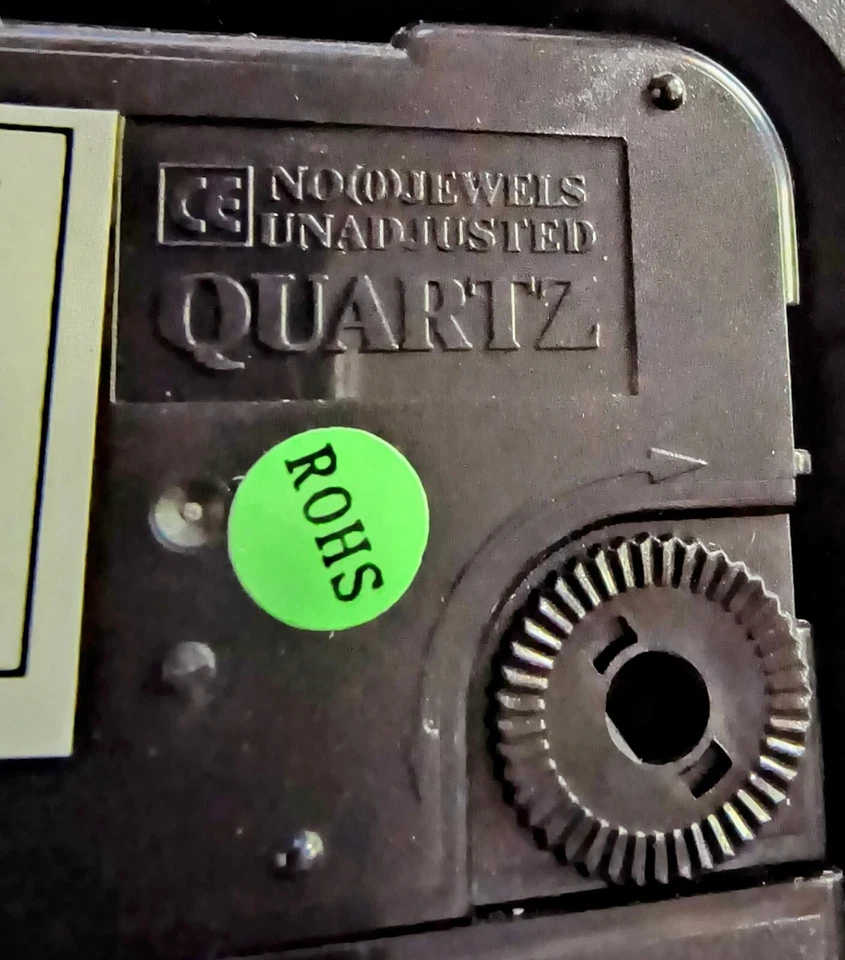 CE NO(0)JEWELS
UNADJUSTED
QUARTZ
ROHS